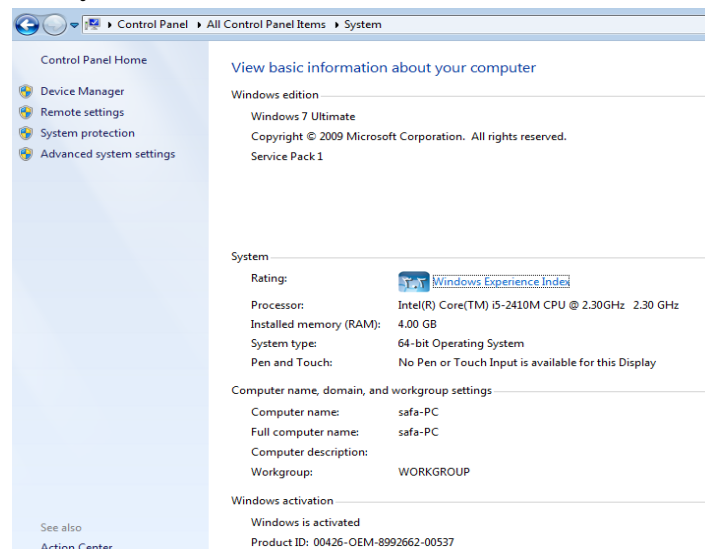 Control Panel ▸ All Control Panel Items ▸ System
Control Panel Home
Device Manager
Remote settings
System protection
Advanced system settings
View basic information about your computer
Windows edition
Windows 7 Ultimate
Copyright © 2009 Microsoft Corporation. All rights reserved.
Service Pack 1
System
Rating: Windows Experience Index
Processor: Intel(R) Core(TM) i5-2410M CPU @ 2.30GHz 2.30 GHz
Installed memory (RAM): 4.00 GB
System type: 64-bit Operating System
Pen and Touch: No Pen or Touch Input is available for this Display
Computer name, domain, and workgroup settings
Computer name: safa-PC
Full computer name: safa-PC
Computer description:
Workgroup: WORKGROUP
Windows activation
Windows is activated
Product ID: 00426-OEM-8992662-00537
See also
Action Center